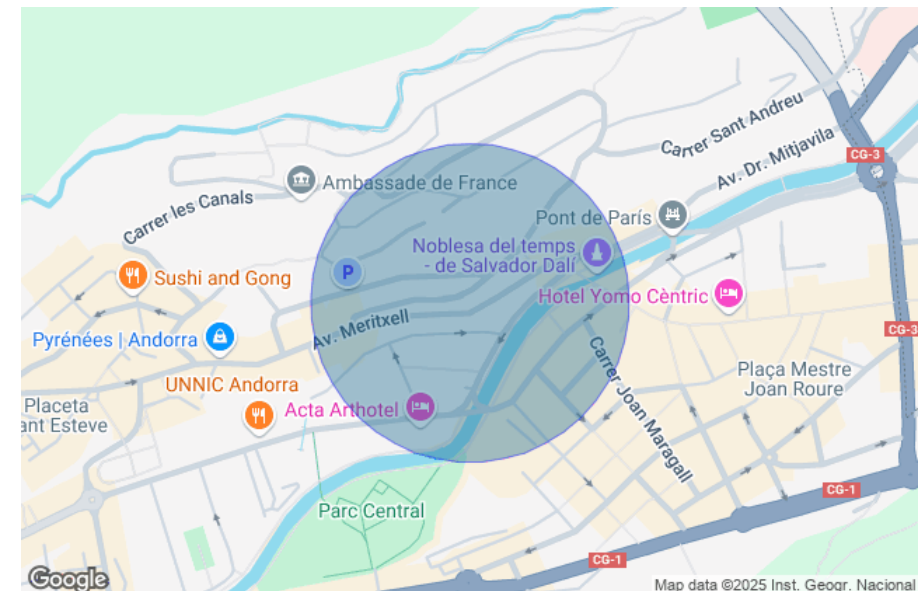 Carrer Sant Andreu
Av. Dr. Mitjavila
CG-3
Ambassade de France
Carrer les Canals
Pont de París
Noblesa del temps
- de Salvador Dalí
P
Sushi and Gong
Hotel Yomo Cèntric
Av. Meritxell
CG-3
Pyrénées | Andorra
UNNIC Andorra
Carrer Joan Maragall
Plaça Mestre
Joan Roure
Acta Arthotel
Placeta
ant Esteve
CG-1
Parc Central
CG-1
Google
Map data ©2025 Inst. Geogr. Nacional